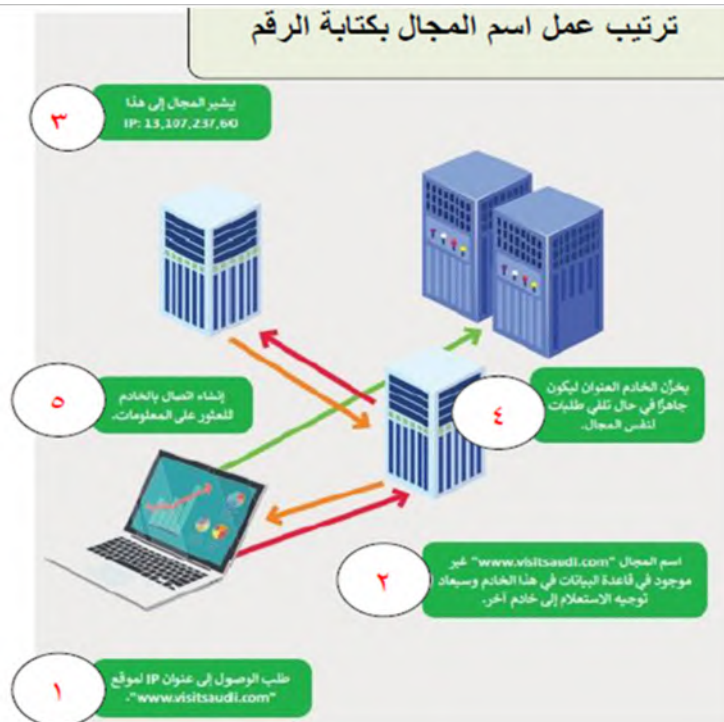 ترتيب عمل اسم المجال بكتابة الرقم
٣
يشير المجال إلى هذا
IP: 13,107,237,60
٥
إنشاء اتصال بالخادم
للعثور على المعلومات.
٤
يخزّن الخادم العنوان ليكون
جاهزًا في حال تلقي طلبات
لنفس المجال.
٢
اسم المجال "www.visitsaudi.com" غير
موجود في قاعدة البيانات في هذا الخادم وسيعاد
توجيه الاستعلام إلى خادم آخر.
١
طلب الوصول إلى عنوان IP لموقع
"www.visitsaudi.com".